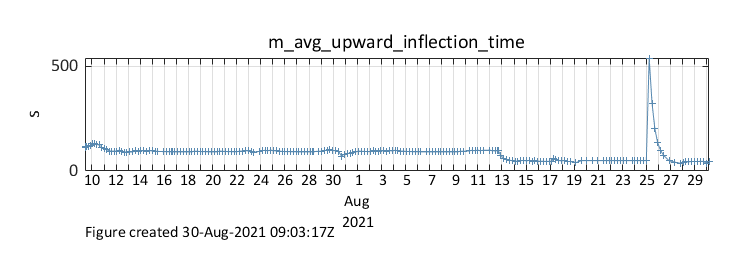 m_avg_upward_inflection_time
500
s
0
10 12 14 16 18 20 22 24 26 28 30 1 3 5 7 9 11 13 15 17 19 21 23 25 27 29
Aug
2021
Figure created 30-Aug-2021 09:03:17Z